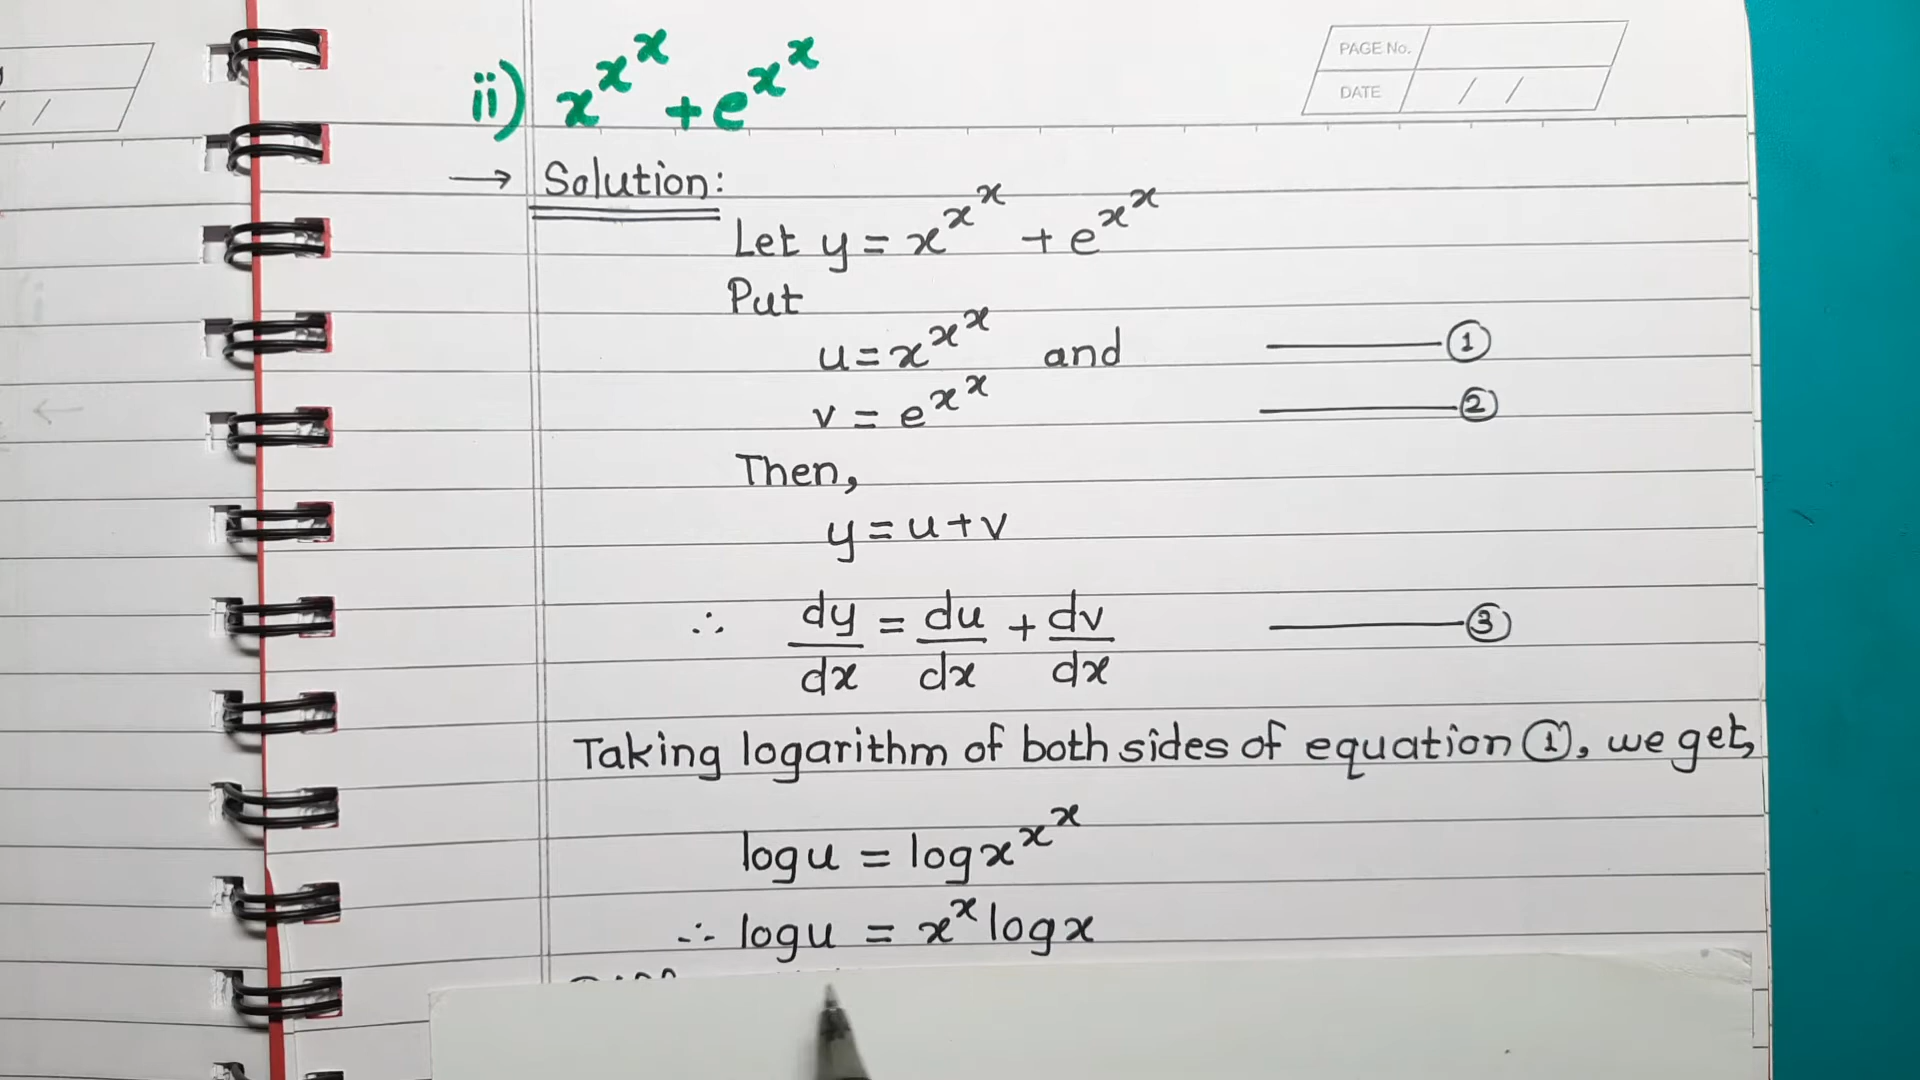 PAGE No.
DATE / /
ii) x^x^x + e^x^x
→ Solution:
Let y = x^x^x + e^x^x
Put
u = x^x^x and ——— ①
v = e^x^x ——— ②
Then,
y = u + v
∴ dy/dx = du/dx + dv/dx ——— ③
Taking logarithm of both sides of equation ①, we get,
log u = log x^x^x
∴ log u = x^x log x